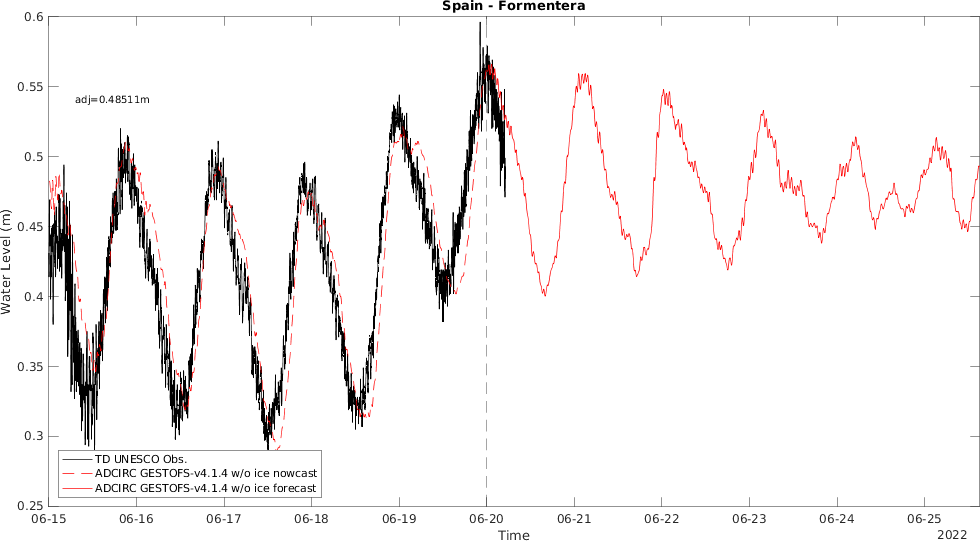 Spain - Formentera
0.6
0.55
0.5
0.45
0.4
0.35
0.3
0.25
Water Level (m)
adj=0.48511m
TD UNESCO Obs.
ADCIRC GESTOFS-v4.1.4 w/o ice nowcast
ADCIRC GESTOFS-v4.1.4 w/o ice forecast
06-15 06-16 06-17 06-18 06-19 06-20 06-21 06-22 06-23 06-24 06-25
Time
2022